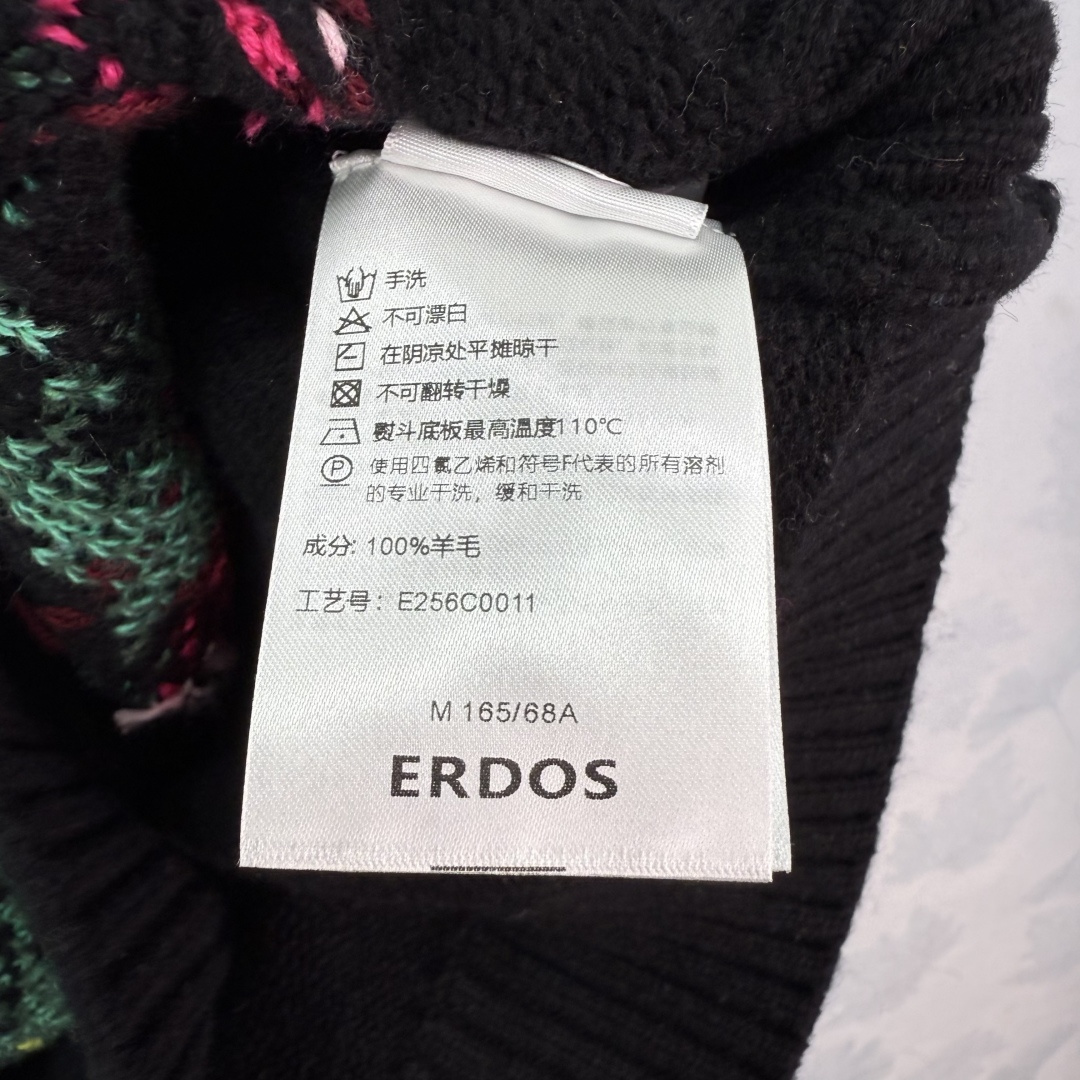 手洗
不可漂白
在阴凉处平摊晾干
不可翻转干燥
熨斗底板最高温度110℃
P
使用四氯乙烯和符号F代表的所有溶剂
的专业干洗，缓和干洗
成分: 100%羊毛
工艺号: E256C0011
M 165/68A
ERDOS